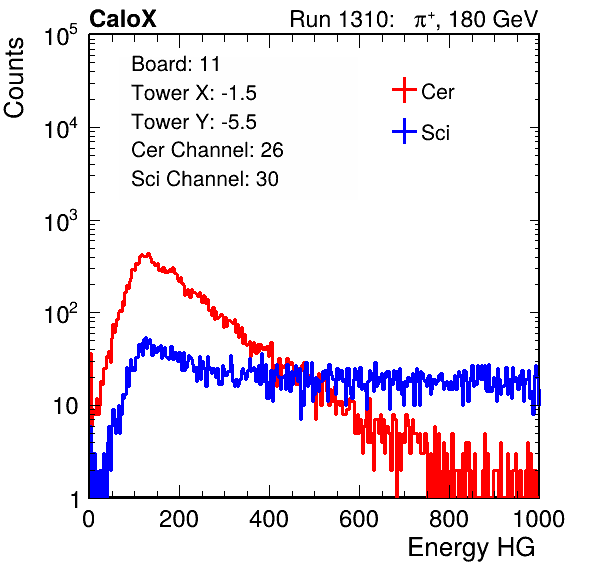 CaloX Run 1310: π⁺, 180 GeV
Counts
Board: 11
Tower X: -1.5
Tower Y: -5.5
Cer Channel: 26
Sci Channel: 30
Cer
Sci
10⁵
10⁴
10³
10²
10
1
0 200 400 600 800 1000
Energy HG